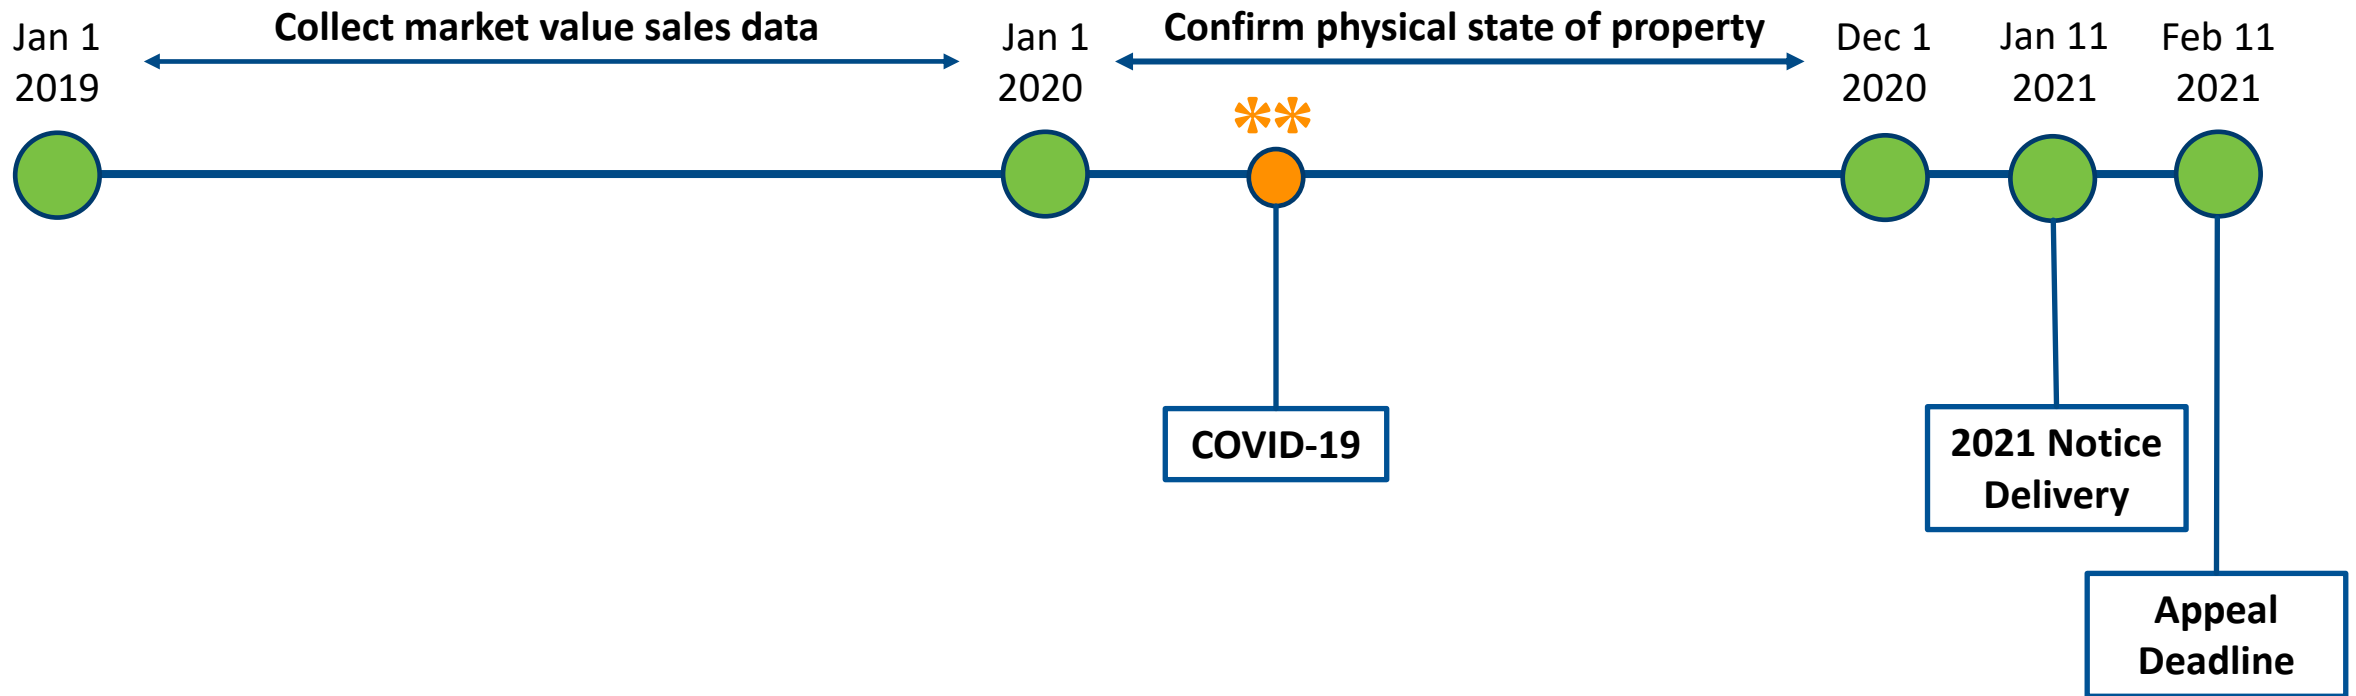 Jan 1
2019
Collect market value sales data
Jan 1
2020
Confirm physical state of property
**
Dec 1
2020
Jan 11
2021
Feb 11
2021
COVID-19
2021 Notice
Delivery
Appeal
Deadline